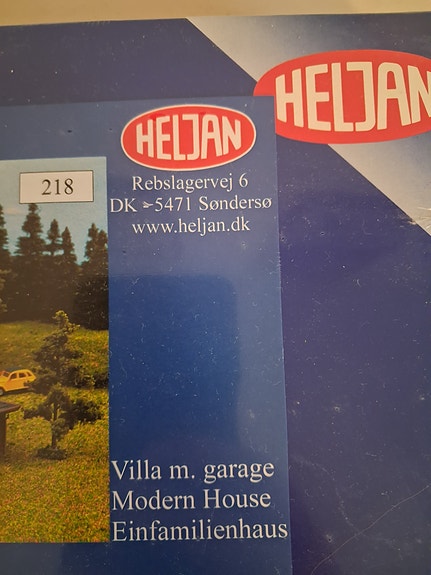 HELJAN
HELJAN
218
Rebslagervej 6
DK - 5471 Søndersø
www.heljan.dk
Villa m. garage
Modern House
Einfamilienhaus